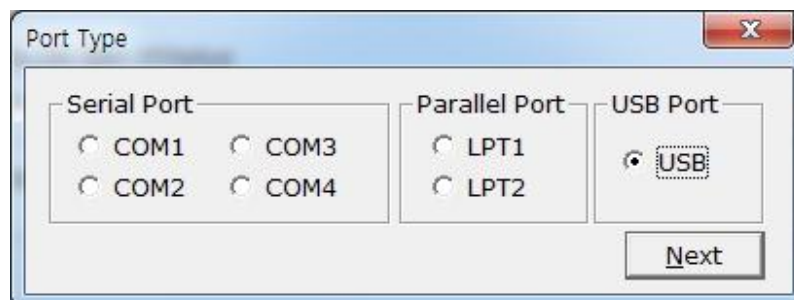 Port Type
Serial Port
COM1 COM3
COM2 COM4
Parallel Port
LPT1
LPT2
USB Port
USB
Next